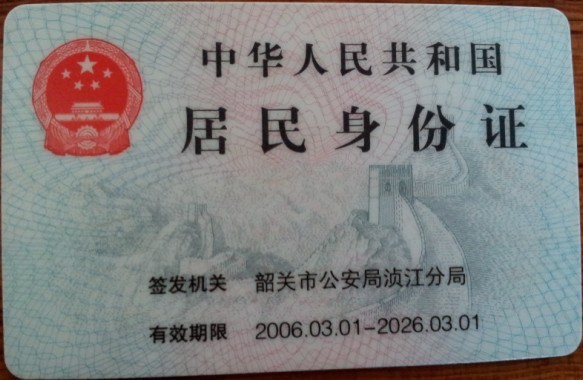 中华人民共和国
居民身份证
签发机关 韶关市公安局浈江分局
有效期限 2006.03.01-2026.03.01